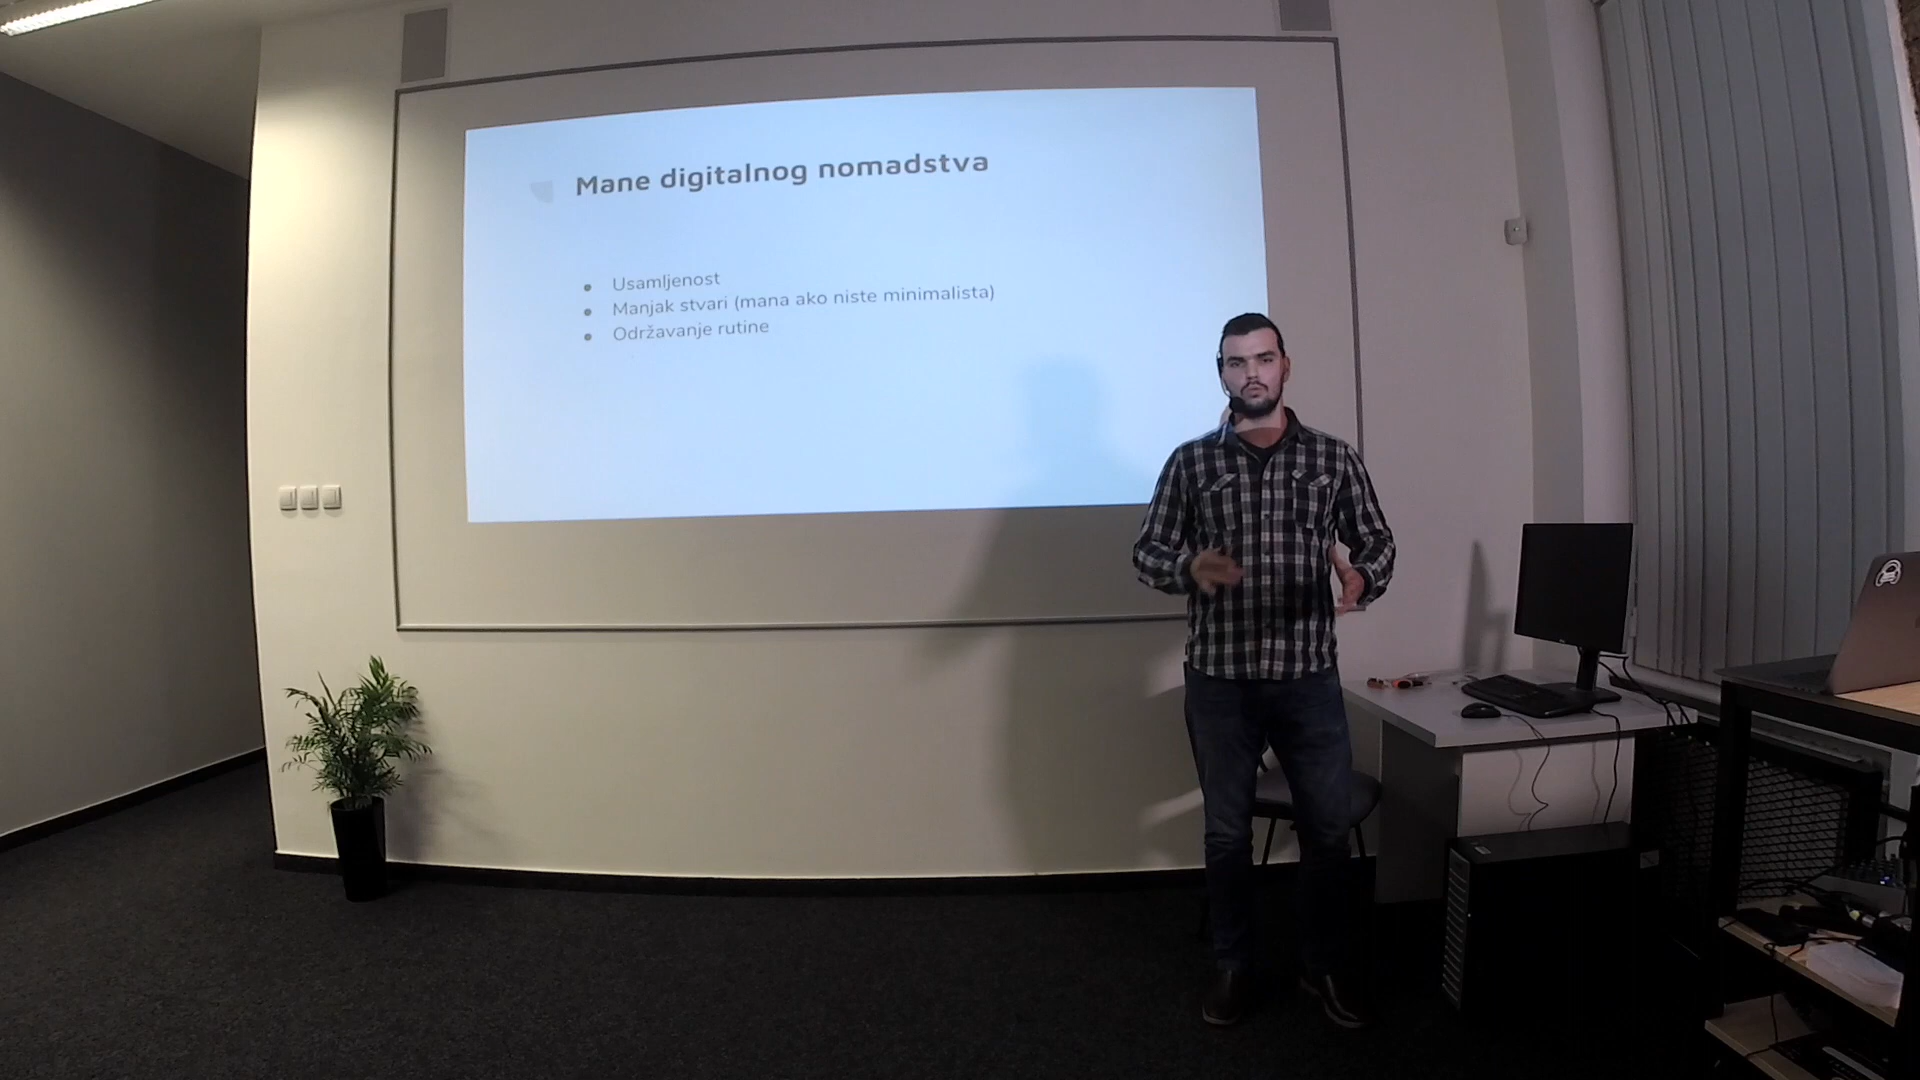 Mane digitalnog nomadstva
Usamljenost
Manjak stvari (mana ako niste minimalista)
Održavanje rutine